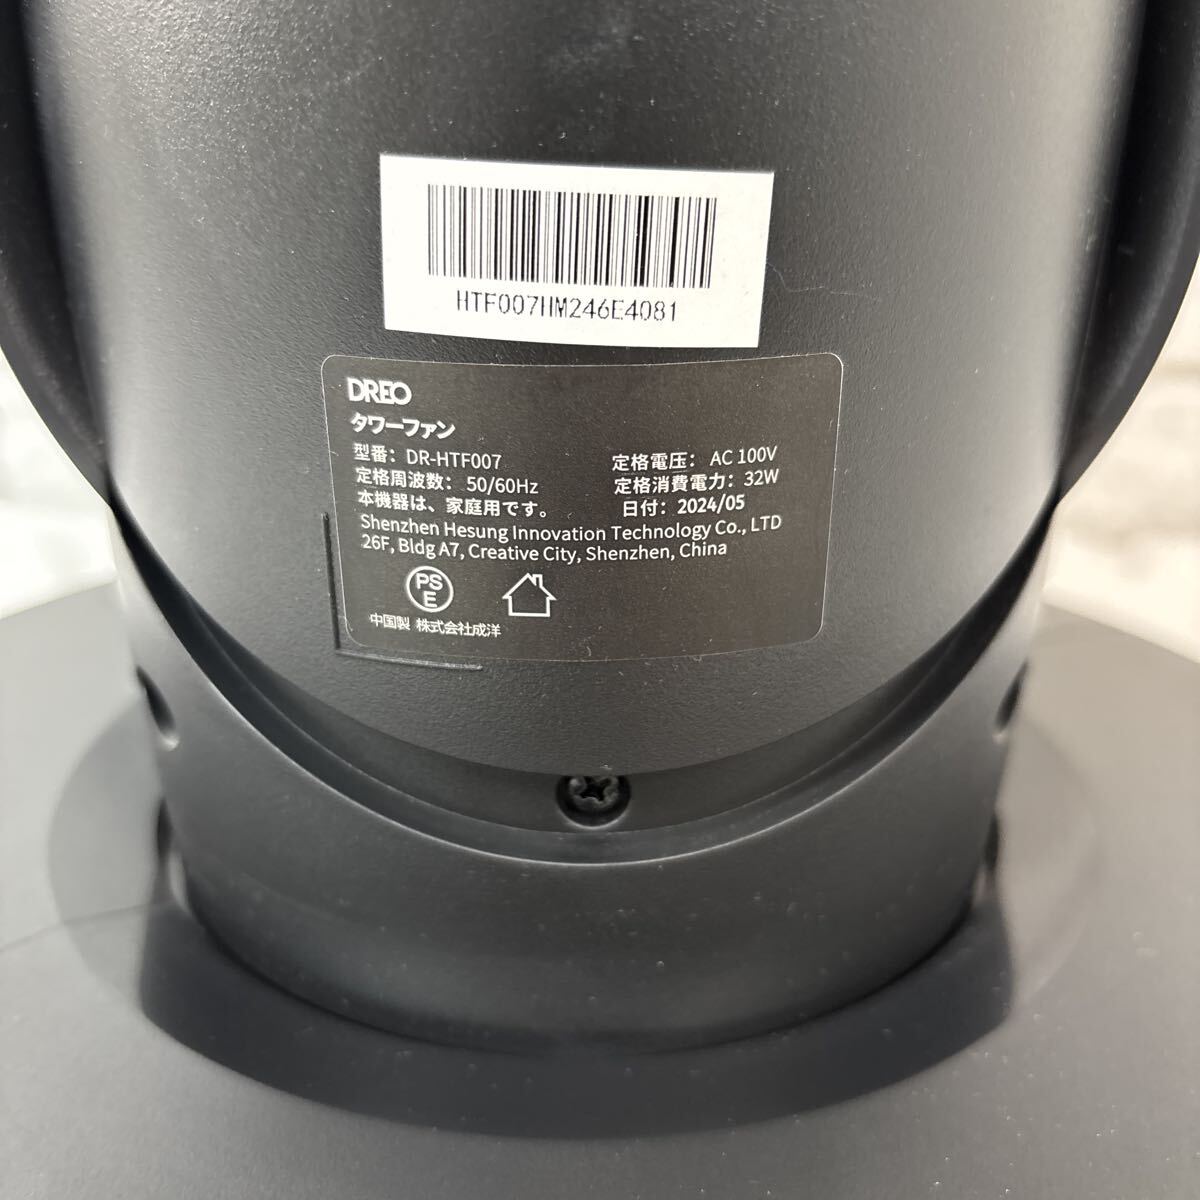 HTF007HM246E4081
DREO
タワーファン
型番： DR-HTF007
定格電圧： AC 100V
定格周波数： 50/60Hz
定格消費電力： 32W
本機器は、家庭用です。
日付： 2024/05
Shenzhen Hesung Innovation Technology Co., LTD
26F, Bldg A7, Creative City, Shenzhen, China
PS
E
中国製 株式会社成洋